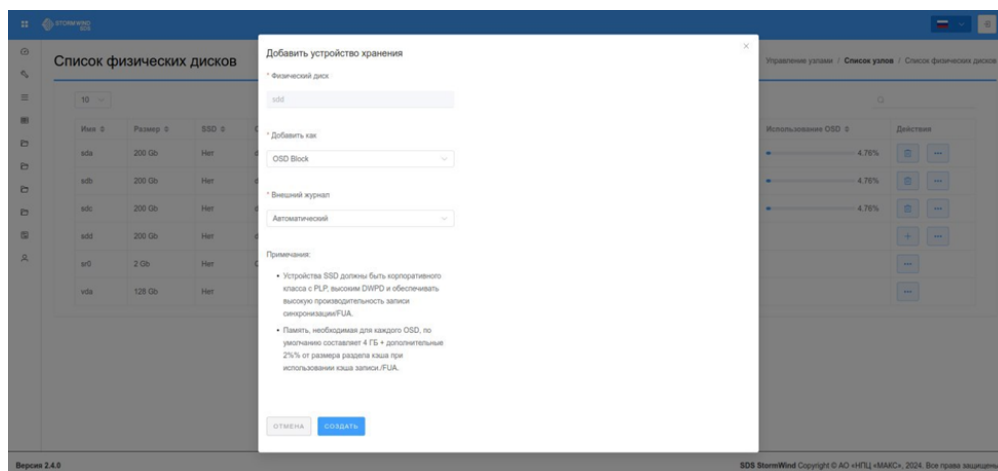 STORMWIND
SDS
Список физических дисков
Управление узлами / Список узлов / Список физических дисков
10
Имя Размер SSD Использование OSD Действия
sda 200 Gb Нет 4.76%
sdb 200 Gb Нет 4.76%
sdc 200 Gb Нет 4.76%
sdd 200 Gb Нет
sr0 2 Gb Нет
vda 128 Gb Нет
Добавить устройство хранения
* Физический диск
sdd
* Добавить как
OSD Block
* Внешний журнал
Автоматический
Примечания:
• Устройства SSD должны быть корпоративного
класса с PLP, высоким DWPD и обеспечивать
высокую производительность записи
синхронизации/FUA.
• Память, необходимая для каждого OSD, по
умолчанию составляет 4 ГБ + дополнительные
2%% от размера раздела кэша при
использовании кэша записи./FUA.
ОТМЕНА СОЗДАТЬ
Версия 2.4.0
SDS StormWind Copyright © АО «НПЦ «МАКС», 2024. Все права защищены